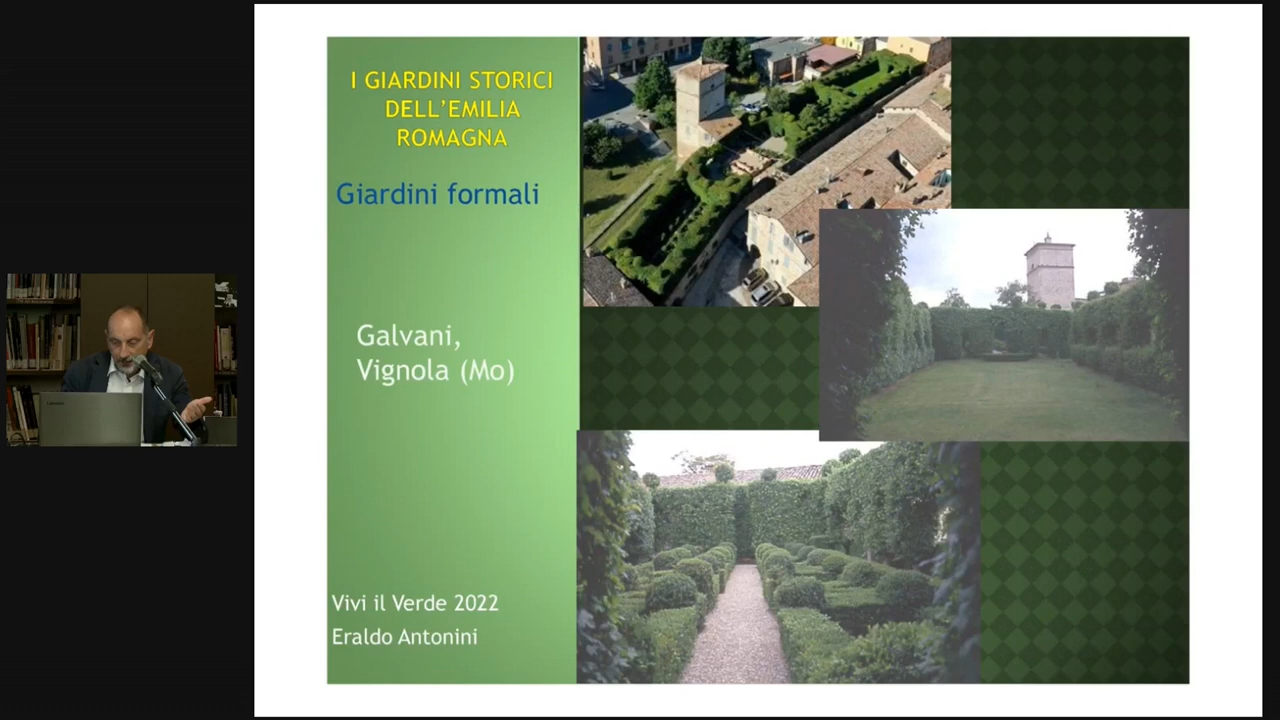 I GIARDINI STORICI
DELL'EMILIA
ROMAGNA
Giardini formali
Galvani,
Vignola (Mo)
Vivi il Verde 2022
Eraldo Antonini